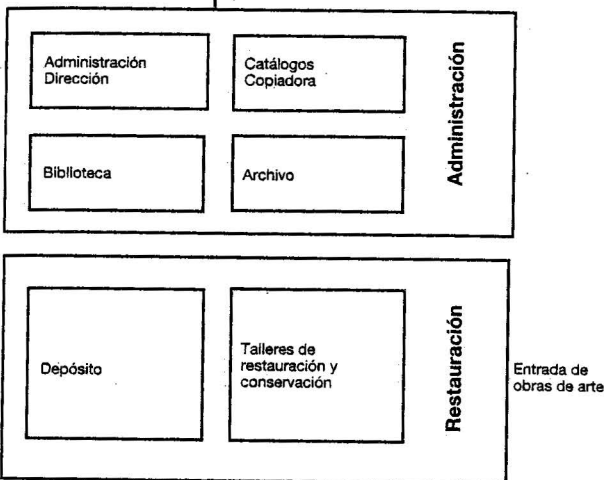 Administración
Dirección
Catálogos
Copiadora
Administración
Biblioteca
Archivo
Depósito
Talleres de
restauración y
conservación
Restauración
Entrada de
obras de arte